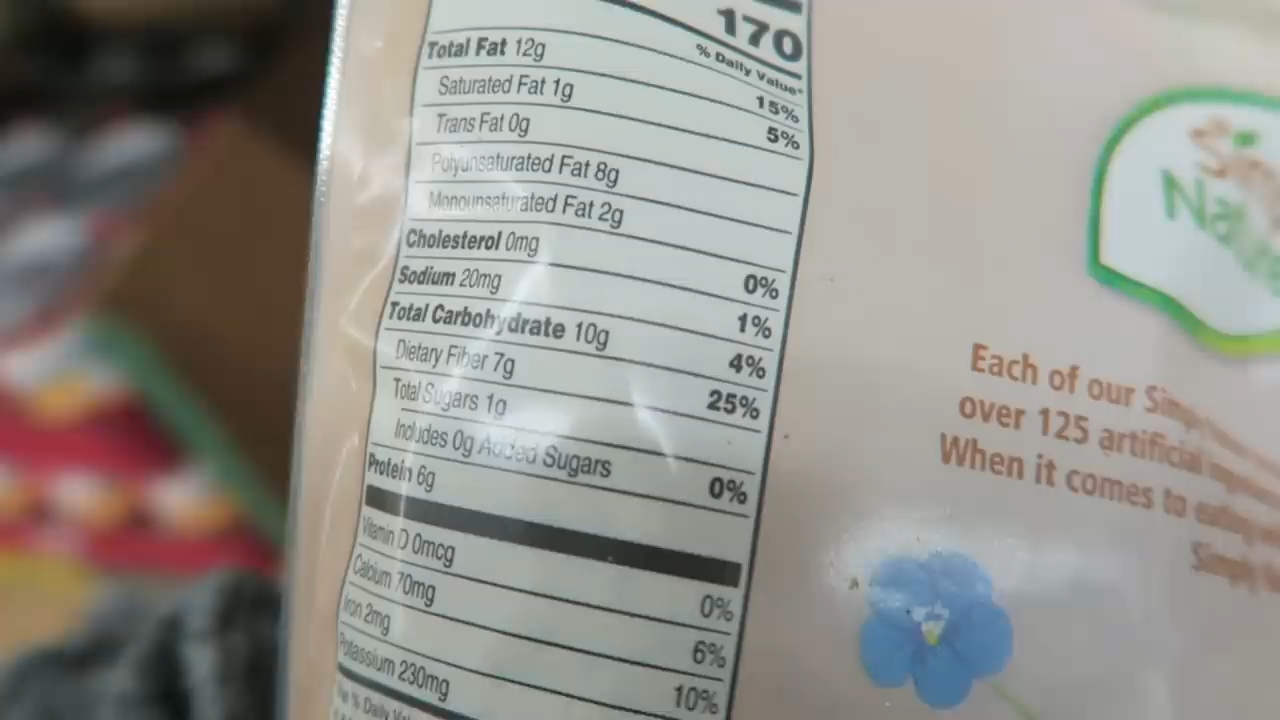 170
% Daily Value*
Total Fat 12g 15%
Saturated Fat 1g 5%
Trans Fat 0g
Polyunsaturated Fat 8g
Monounsaturated Fat 2g
Cholesterol 0mg 0%
Sodium 20mg 1%
Total Carbohydrate 10g 4%
Dietary Fiber 7g 25%
Total Sugars 1g
Includes 0g Added Sugars 0%
Protein 6g
Vitamin D 0mcg 0%
Calcium 70mg 6%
Iron 2mg 10%
Potassium 230mg
% Daily
Each of our
over 125 artificial
When it comes to